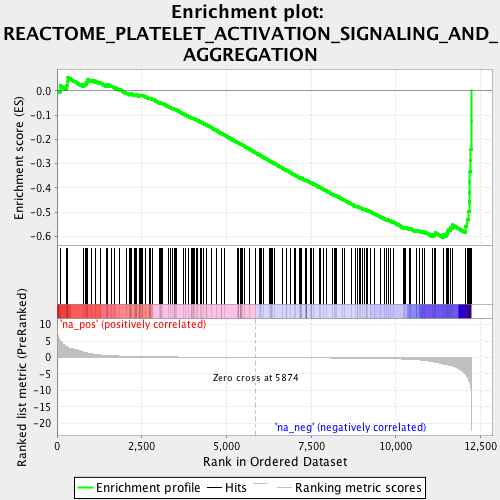 Enrichment plot:
REACTOME_PLATELET_ACTIVATION_SIGNALING_AND_
AGGREGATION
Enrichment score (ES)
0.0
-0.1
-0.2
-0.3
-0.4
-0.5
-0.6
Ranked list metric (PreRanked)
10
5
0
-5
-10
-15
-20
'na_pos' (positively correlated)
Zero cross at 5874
'na_neg' (negatively correlated)
0
2,500
5,000
7,500
10,000
12,500
Rank in Ordered Dataset
Enrichment profile
Hits
Ranking metric scores